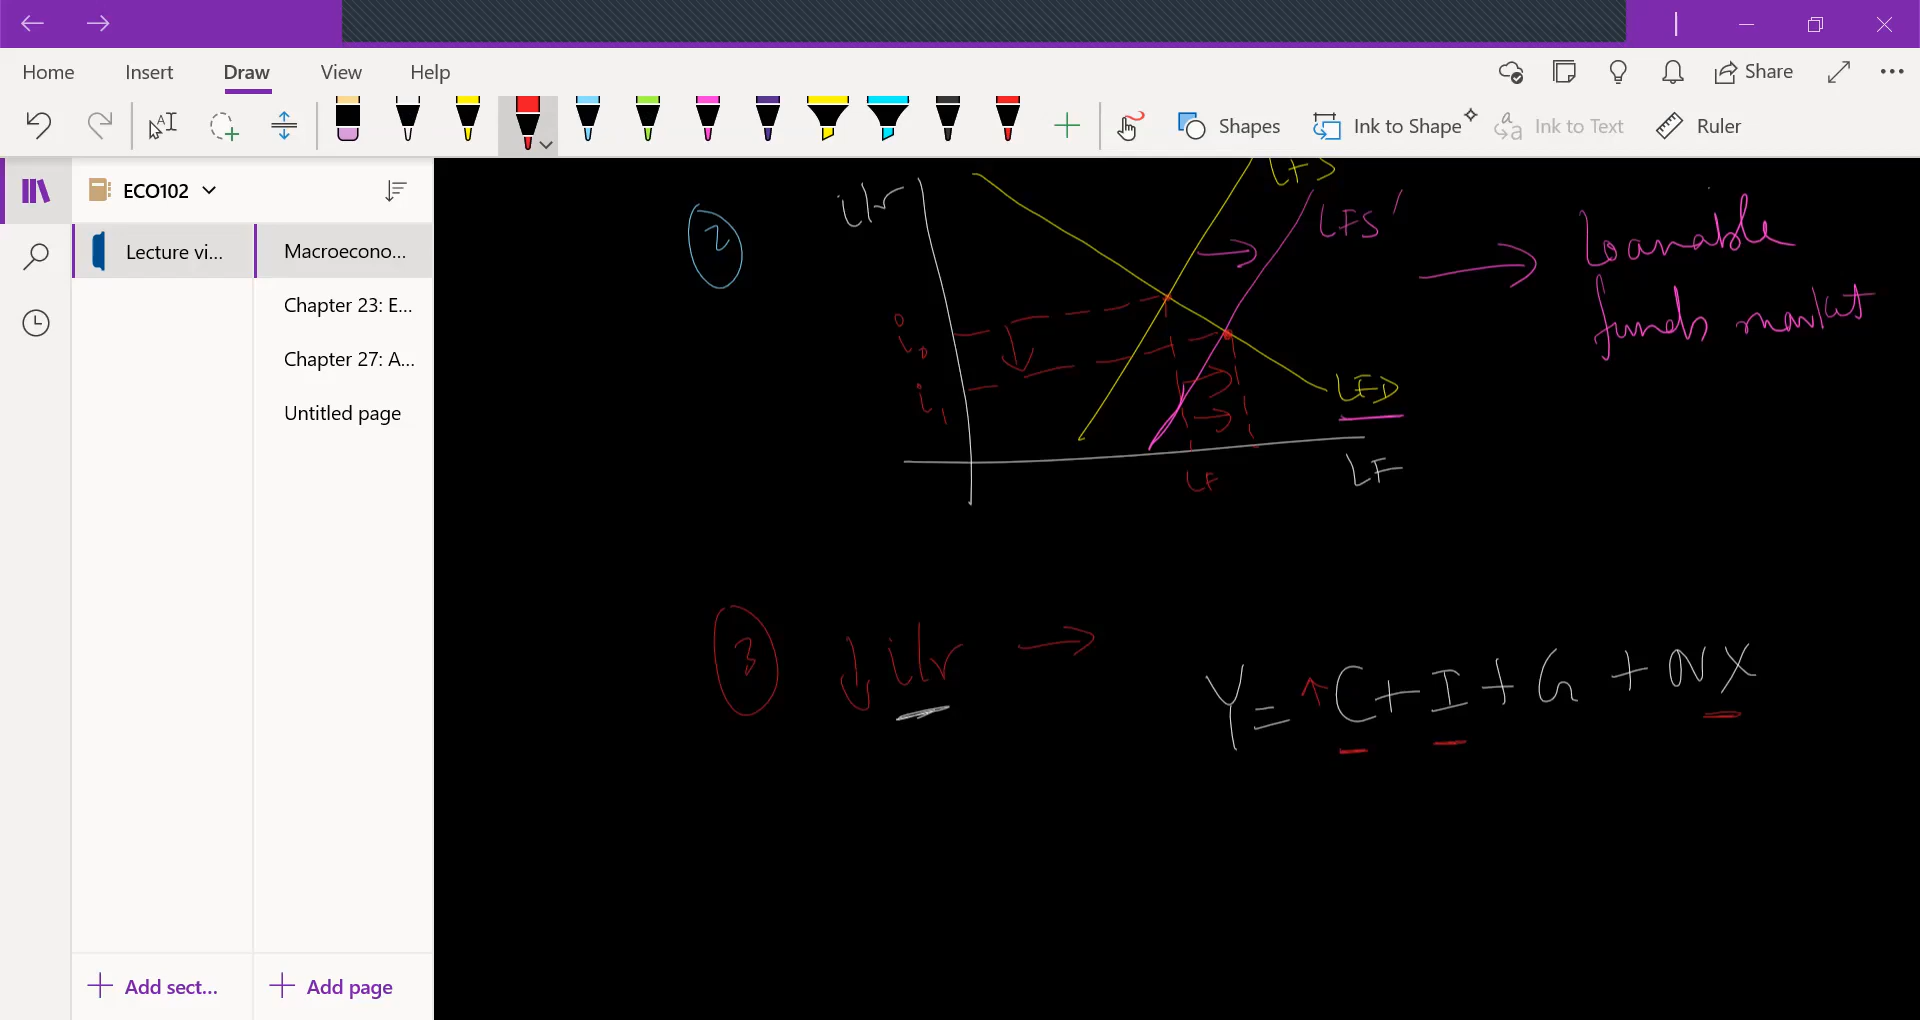 Home Insert Draw View Help Share
Shapes Ink to Shape Ink to Text Ruler
ECO102
Lecture vi...
Macroecono...
Chapter 23: E...
Chapter 27: A...
Untitled page
Add sect...
Add page
2
i/r
LFS
LFS'
Loanable
funds market
i₀
i₁
LFD
LF
LF
3
↓ i/r →
Y = ↑ C + I + G + NX